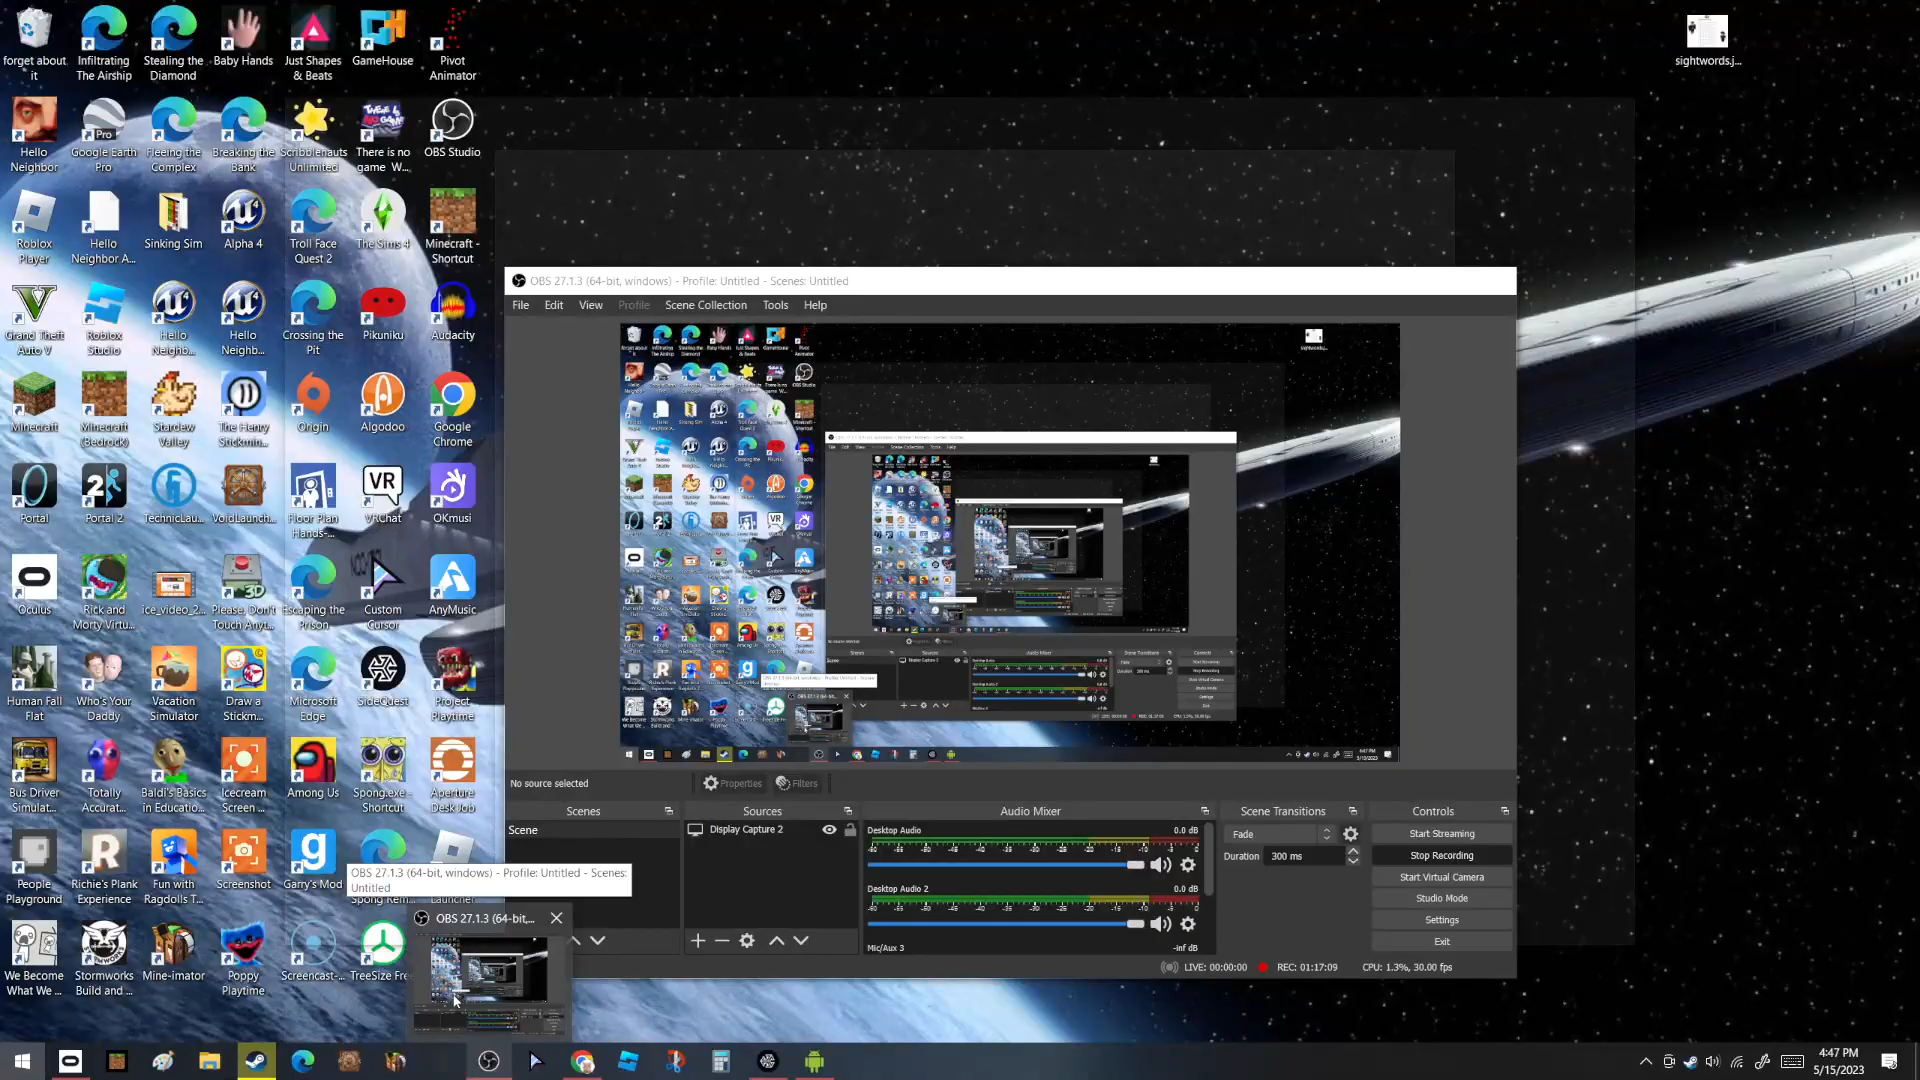 forget about it
Infiltrating The Airship
Stealing the Diamond
Baby Hands
Just Shapes & Beats
GameHouse
Pivot Animator
sightwords.j...
Hello Neighbor
Google Earth Pro
Fleeing the Complex
Breaking the Bank
Scribblenauts Unlimited
There is no game W...
OBS Studio
Roblox Player
Hello Neighbor A...
Sinking Sim
Alpha 4
Troll Face Quest 2
The Sims 4
Minecraft - Shortcut
Grand Theft Auto V
Roblox Studio
Hello Neighb...
Hello Neighb...
Crossing the Pit
Pikuniku
Audacity
Minecraft
Minecraft (Bedrock)
Stardew Valley
The Henry Stickmin...
Origin
Algodoo
Google Chrome
Portal
Portal 2
TechnicLau...
VoidLaunch...
Floor Plan Hands-...
VRChat
OKmusi
Oculus
Rick and Morty Virtu...
ice_video_2...
Please, Don't Touch Anyt...
Escaping the Prison
Custom Cursor
AnyMusic
Human Fall Flat
Who's Your Daddy
Vacation Simulator
Draw a Stickm...
Microsoft Edge
SideQuest
Project Playtime
Bus Driver Simulat...
Totally Accurat...
Baldi's Basics in Educatio...
Icecream Screen ...
Among Us
Spong.exe - Shortcut
Aperture Desk Job
People Playground
Richie's Plank Experience
Fun with Ragdolls T...
Screenshot
Garry's Mod
We Become What We ...
Stormworks Build and ...
Mine-imator
Poppy Playtime
Screencast-...
TreeSize Fre
OBS 27.1.3 (64-bit, windows) - Profile: Untitled - Scenes: Untitled
File Edit View Profile Scene Collection Tools Help
No source selected
Properties
Filters
Scenes
Sources
Audio Mixer
Scene Transitions
Controls
Scene
Display Capture 2
Desktop Audio 0.0 dB
Desktop Audio 2 0.0 dB
Mic/Aux 3 -inf dB
Fade
Duration 300 ms
Start Streaming
Stop Recording
Start Virtual Camera
Studio Mode
Settings
Exit
LIVE: 00:00:00
REC: 01:17:09
CPU: 1.3%, 30.00 fps
OBS 27.1.3 (64-bit, windows) - Profile: Untitled - Scenes:
Untitled
OBS 27.1.3 (64-bit,...
4:47 PM
5/15/2023